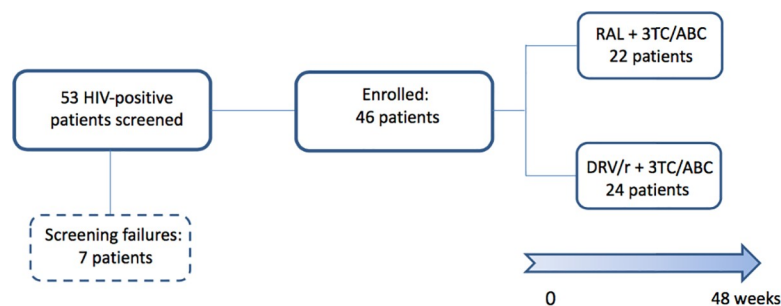 53 HIV-positive
patients screened
Screening failures:
7 patients
Enrolled:
46 patients
RAL + 3TC/ABC
22 patients
DRV/r + 3TC/ABC
24 patients
0
48 weeks